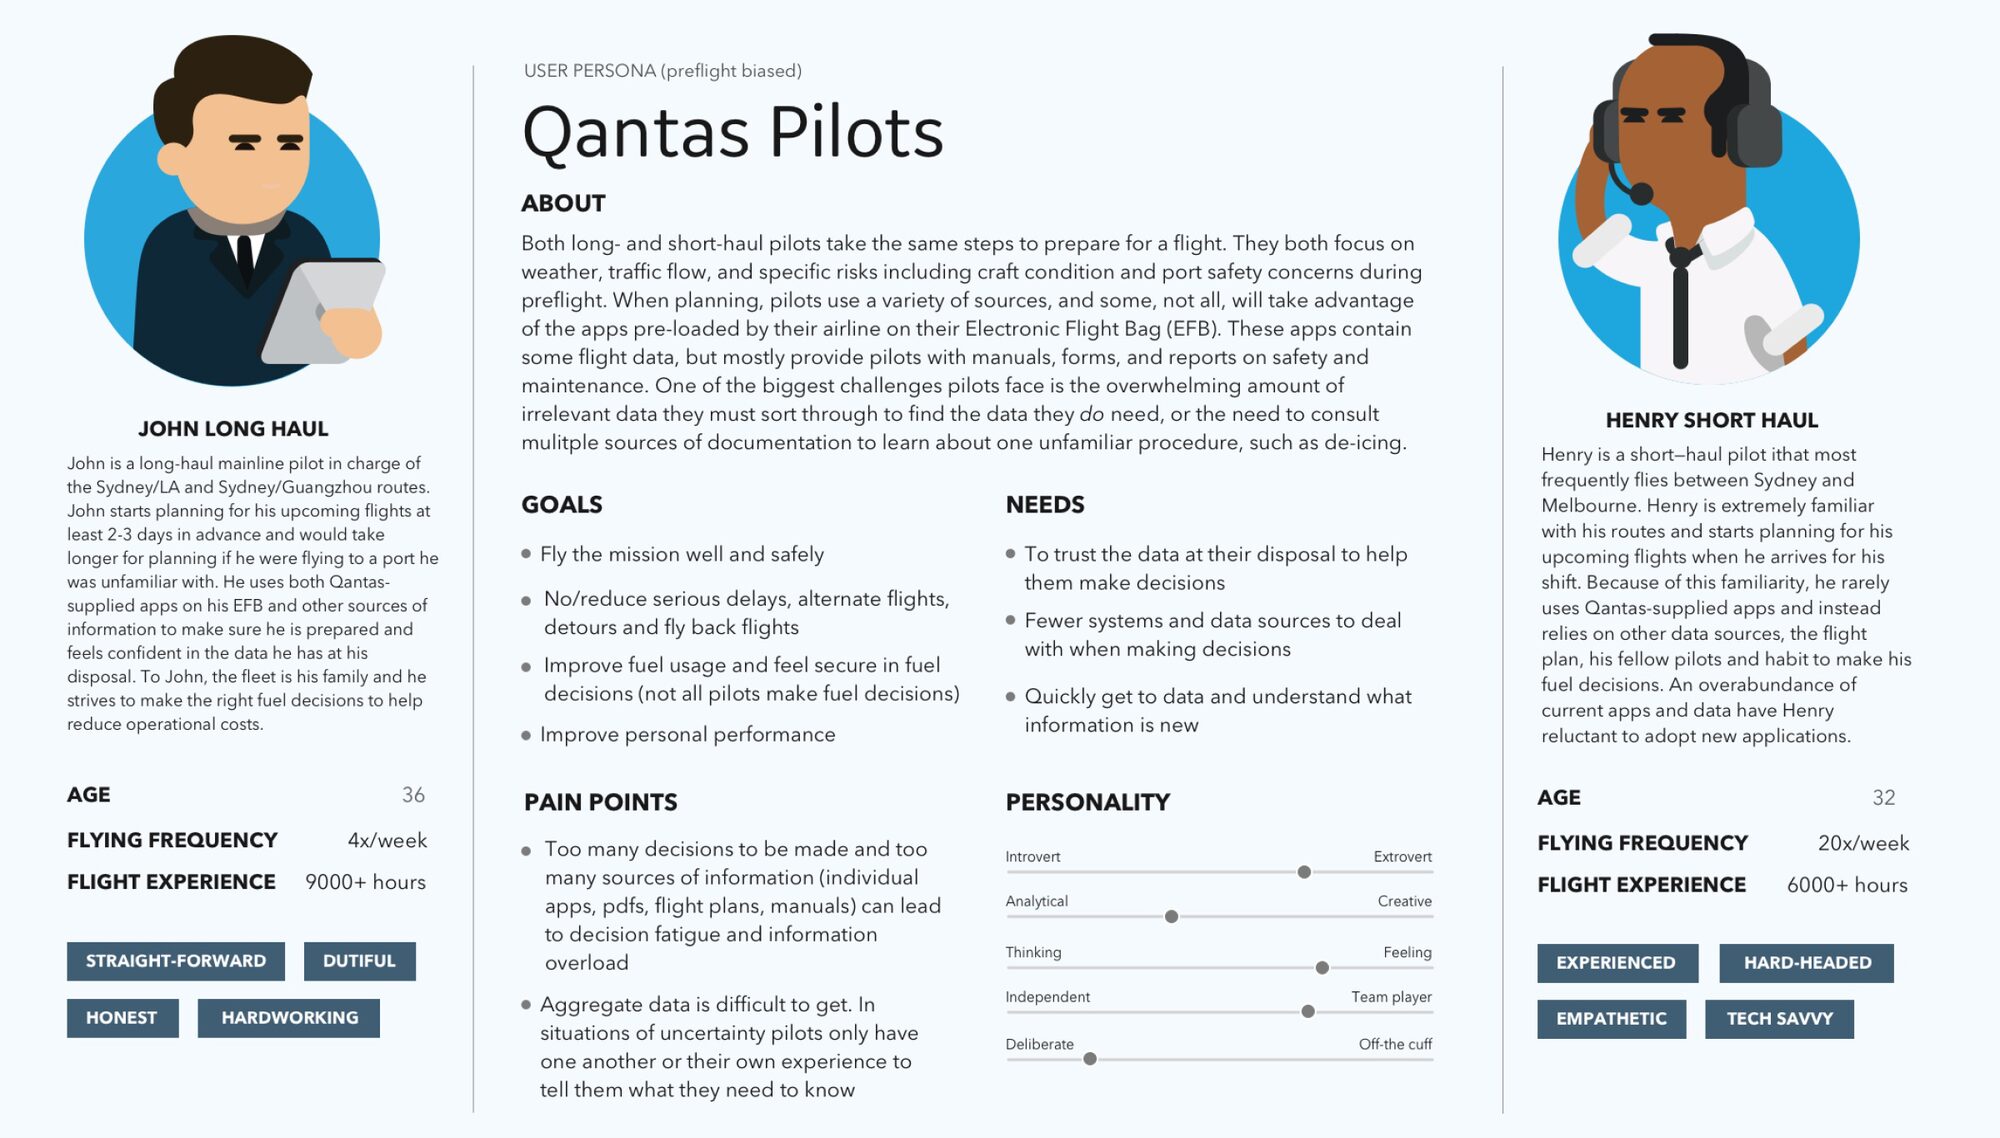 USER PERSONA (preflight biased)
Qantas Pilots
ABOUT
Both long- and short-haul pilots take the same steps to prepare for a flight. They both focus on
weather, traffic flow, and specific risks including craft condition and port safety concerns during
preflight. When planning, pilots use a variety of sources, and some, not all, will take advantage
of the apps pre-loaded by their airline on their Electronic Flight Bag (EFB). These apps contain
some flight data, but mostly provide pilots with manuals, forms, and reports on safety and
maintenance. One of the biggest challenges pilots face is the overwhelming amount of
irrelevant data they must sort through to find the data they do need, or the need to consult
mulitple sources of documentation to learn about one unfamiliar procedure, such as de-icing.
JOHN LONG HAUL
John is a long-haul mainline pilot in charge of
the Sydney/LA and Sydney/Guangzhou routes.
John starts planning for his upcoming flights at
least 2-3 days in advance and would take
longer for planning if he were flying to a port he
was unfamiliar with. He uses both Qantas-
supplied apps on his EFB and other sources of
information to make sure he is prepared and
feels confident in the data he has at his
disposal. To John, the fleet is his family and he
strives to make the right fuel decisions to help
reduce operational costs.
AGE 36
FLYING FREQUENCY 4x/week
FLIGHT EXPERIENCE 9000+ hours
STRAIGHT-FORWARD DUTIFUL
HONEST HARDWORKING
GOALS
• Fly the mission well and safely
• No/reduce serious delays, alternate flights,
detours and fly back flights
• Improve fuel usage and feel secure in fuel
decisions (not all pilots make fuel decisions)
• Improve personal performance
NEEDS
• To trust the data at their disposal to help
them make decisions
• Fewer systems and data sources to deal
with when making decisions
• Quickly get to data and understand what
information is new
PAIN POINTS
• Too many decisions to be made and too
many sources of information (individual
apps, pdfs, flight plans, manuals) can lead
to decision fatigue and information
overload
• Aggregate data is difficult to get. In
situations of uncertainty pilots only have
one another or their own experience to
tell them what they need to know
PERSONALITY
Introvert Extrovert
Analytical Creative
Thinking Feeling
Independent Team player
Deliberate Off-the cuff
HENRY SHORT HAUL
Henry is a short–haul pilot ithat most
frequently flies between Sydney and
Melbourne. Henry is extremely familiar
with his routes and starts planning for his
upcoming flights when he arrives for his
shift. Because of this familiarity, he rarely
uses Qantas-supplied apps and instead
relies on other data sources, the flight
plan, his fellow pilots and habit to make his
fuel decisions. An overabundance of
current apps and data have Henry
reluctant to adopt new applications.
AGE 32
FLYING FREQUENCY 20x/week
FLIGHT EXPERIENCE 6000+ hours
EXPERIENCED HARD-HEADED
EMPATHETIC TECH SAVVY